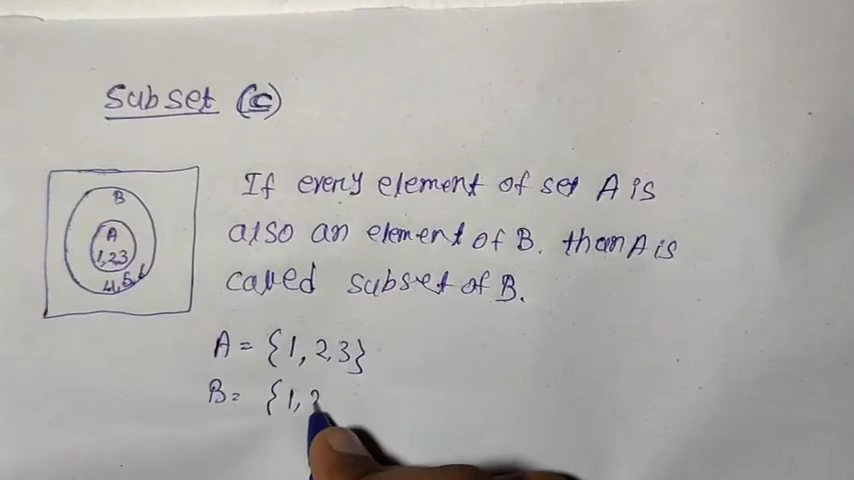 Subset (⊂)
B
A
1,2,3
4,5,6
If every element of set A is
also an element of B. than A is
called subset of B.
A = {1, 2, 3}
B = {1, 2